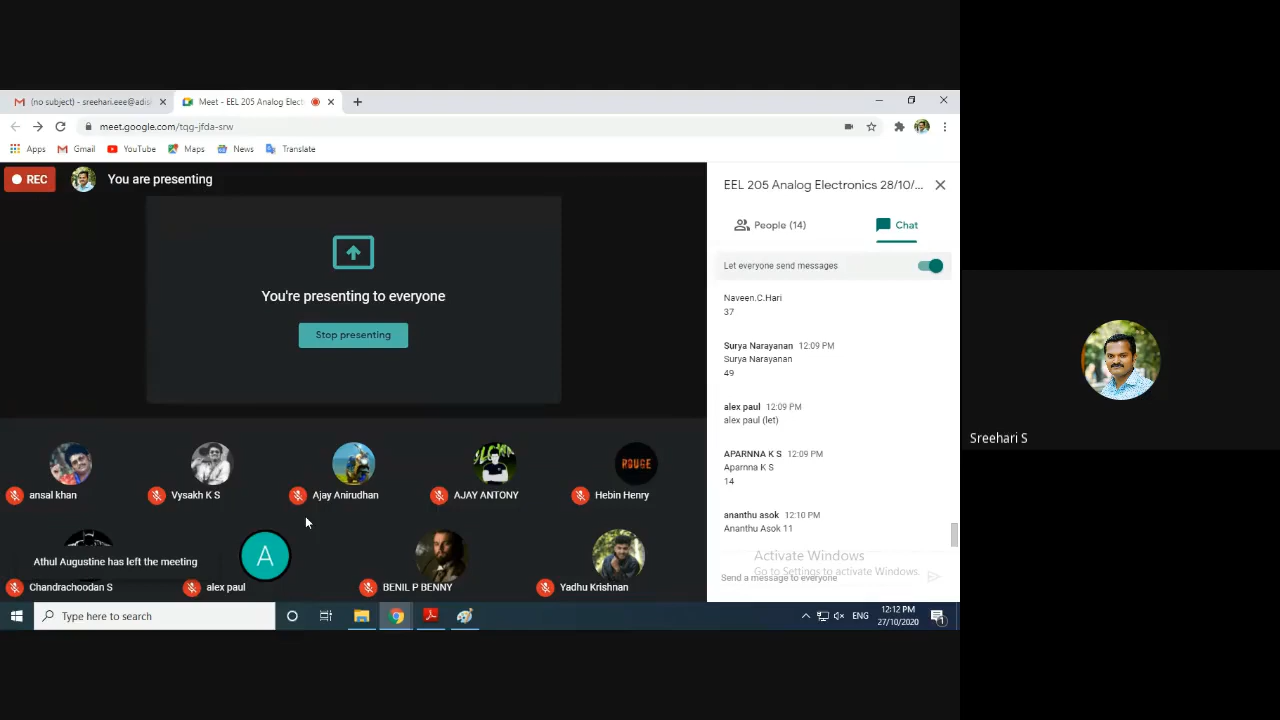 (no subject) - sreehari.eee@adis
Meet - EEL 205 Analog Elect
meet.google.com/tqg-jfda-srw
Apps Gmail YouTube Maps News Translate
REC You are presenting
You're presenting to everyone
Stop presenting
ansal khan
Vysakh K S
Ajay Anirudhan
AJAY ANTONY
ROUGE
Hebin Henry
Athul Augustine has left the meeting
A
Chandrachoodan S
alex paul
BENIL P BENNY
Yadhu Krishnan
EEL 205 Analog Electronics 28/10/...
People (14) Chat
Let everyone send messages
Naveen.C.Hari
37
Surya Narayanan 12:09 PM
Surya Narayanan
49
alex paul 12:09 PM
alex paul (let)
APARNNA K S 12:09 PM
Aparnna K S
14
ananthu asok 12:10 PM
Ananthu Asok 11
Activate Windows
Go to Settings to activate Windows.
Send a message to everyone
Type here to search
ENG
12:12 PM
27/10/2020
1
Sreehari S